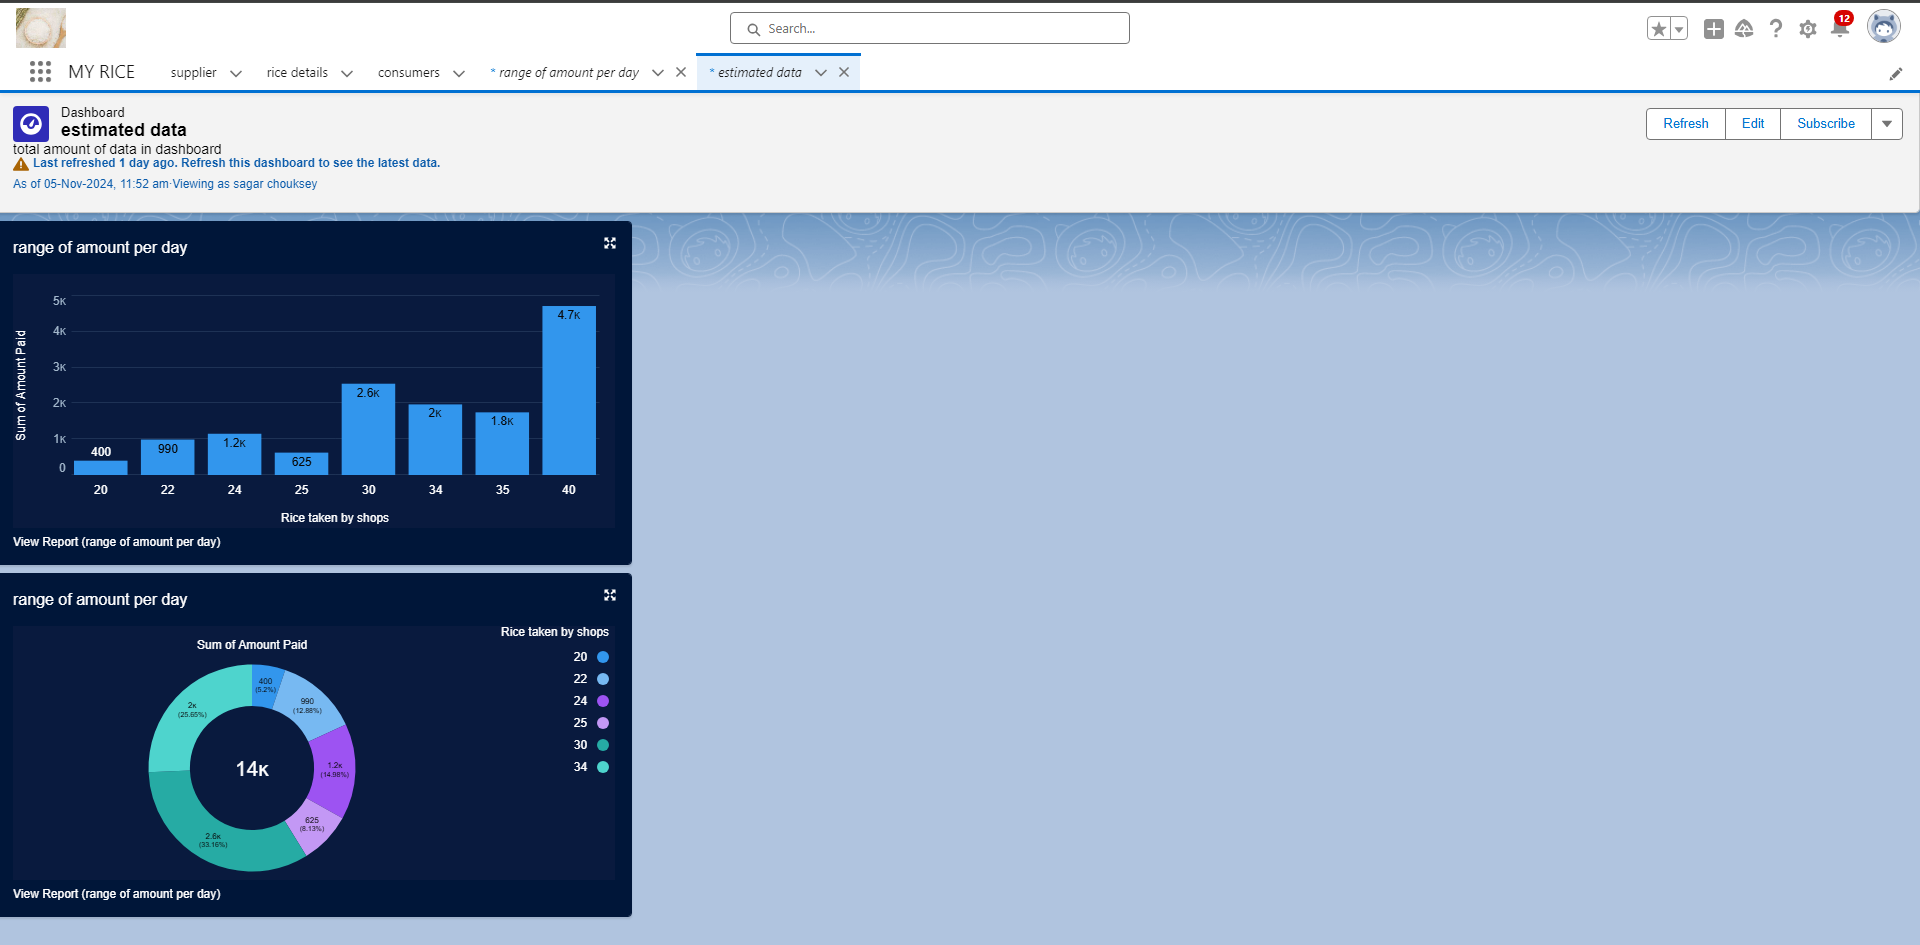 Search...
12
MY RICE
supplier
rice details
consumers
* range of amount per day
* estimated data
Dashboard
estimated data
total amount of data in dashboard
Last refreshed 1 day ago. Refresh this dashboard to see the latest data.
As of 05-Nov-2024, 11:52 am·Viewing as sagar chouksey
Refresh
Edit
Subscribe
range of amount per day
Sum of Amount Paid
5K
4K
3K
2K
1K
0
400
990
1.2K
625
2.6K
2K
1.8K
4.7K
20
22
24
25
30
34
35
40
Rice taken by shops
View Report (range of amount per day)
range of amount per day
Sum of Amount Paid
400
(5.2%)
990
(12.88%)
1.2K
(14.98%)
625
(8.13%)
2.6K
(33.16%)
2K
(25.65%)
14K
Rice taken by shops
20
22
24
25
30
34
View Report (range of amount per day)